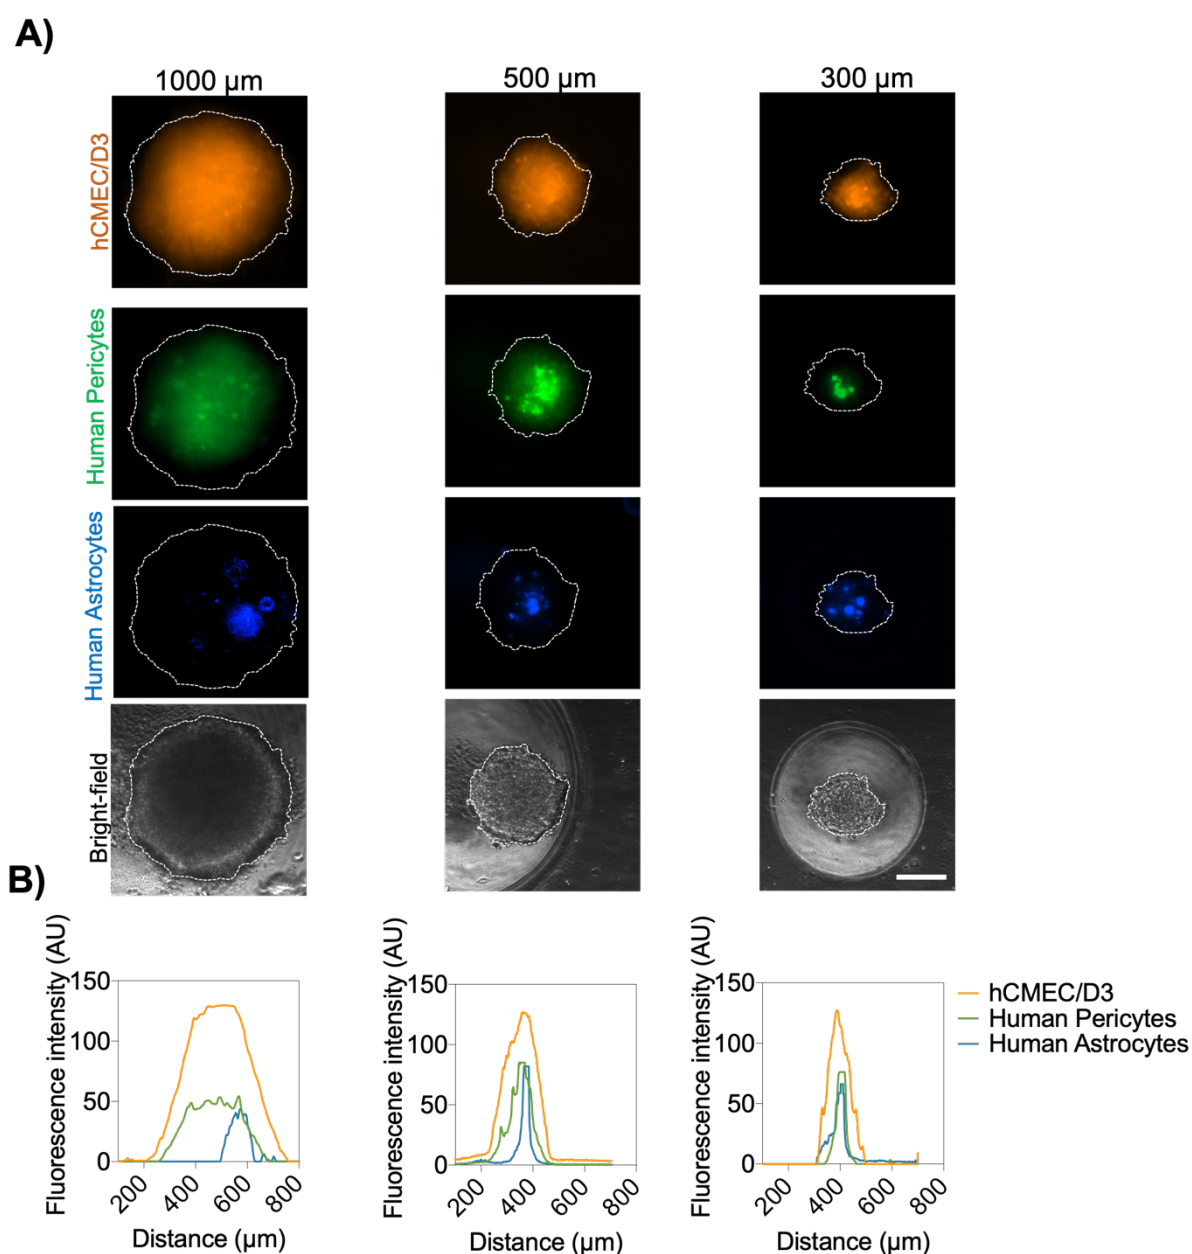 A)
1000 µm
500 µm
300 µm
hCMEC/D3
Human Pericytes
Human Astrocytes
Bright-field
B)
Fluorescence intensity (AU)
150
100
50
0
200
400
600
800
Distance (µm)
Fluorescence intensity (AU)
150
100
50
0
200
400
600
800
Distance (µm)
Fluorescence intensity (AU)
150
100
50
0
200
400
600
800
Distance (µm)
hCMEC/D3
Human Pericytes
Human Astrocytes